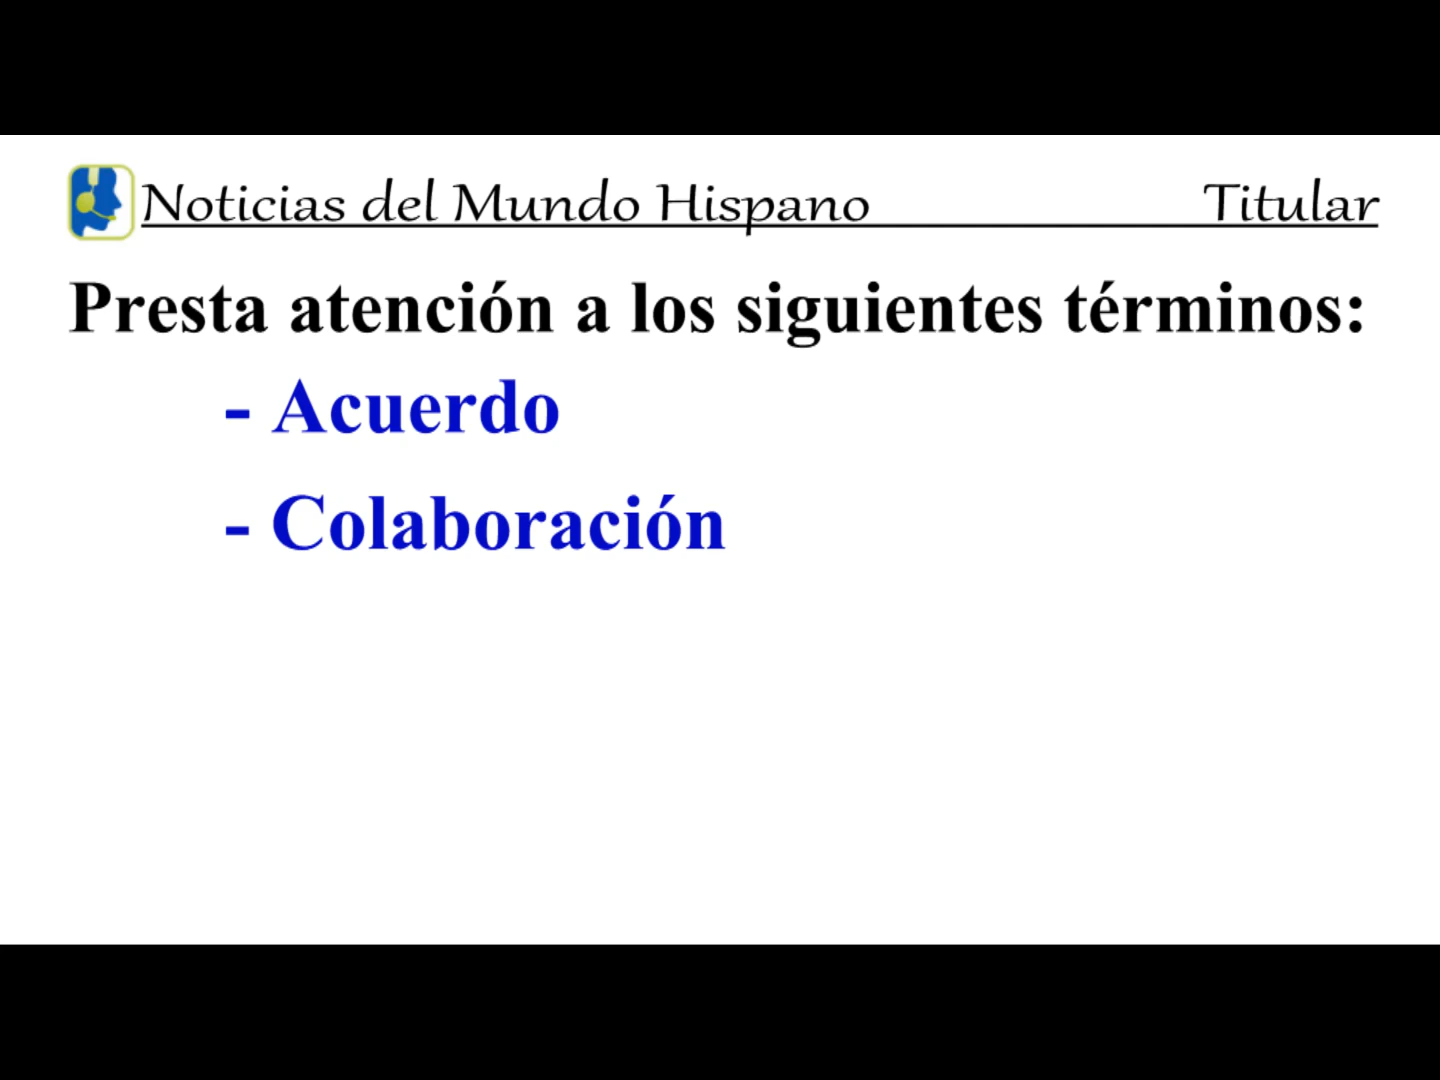 Noticias del Mundo Hispano Titular
Presta atención a los siguientes términos:
- Acuerdo
- Colaboración